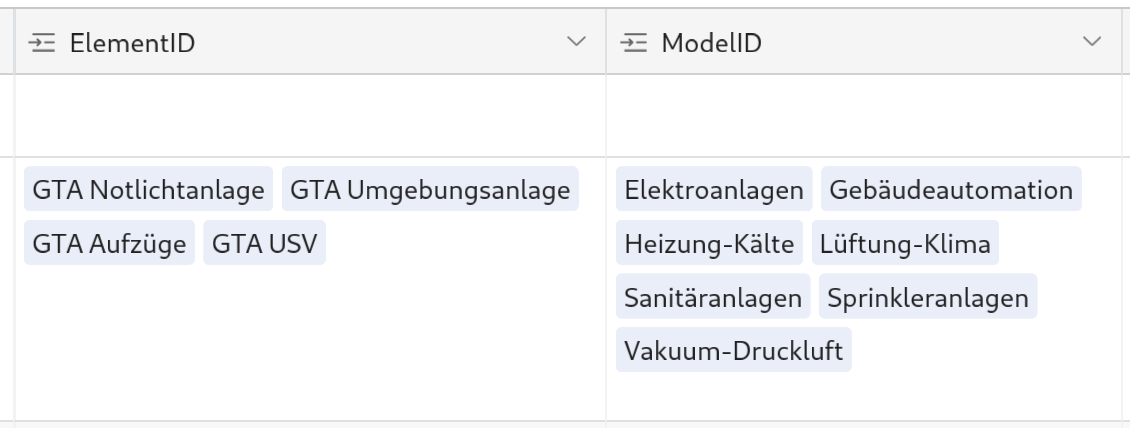 ElementID
ModelID
GTA Notlichtanlage GTA Umgebungsanlage
GTA Aufzüge GTA USV
Elektroanlagen Gebäudeautomation
Heizung-Kälte Lüftung-Klima
Sanitäranlagen Sprinkleranlagen
Vakuum-Druckluft